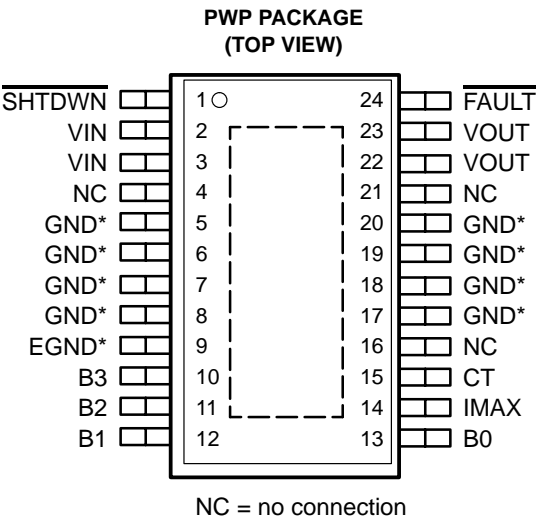 PWP PACKAGE
(TOP VIEW)
SHTDWN 1 24 FAULT
VIN 2 23 VOUT
VIN 3 22 VOUT
NC 4 21 NC
GND* 5 20 GND*
GND* 6 19 GND*
GND* 7 18 GND*
GND* 8 17 GND*
EGND* 9 16 NC
B3 10 15 CT
B2 11 14 IMAX
B1 12 13 B0
NC = no connection